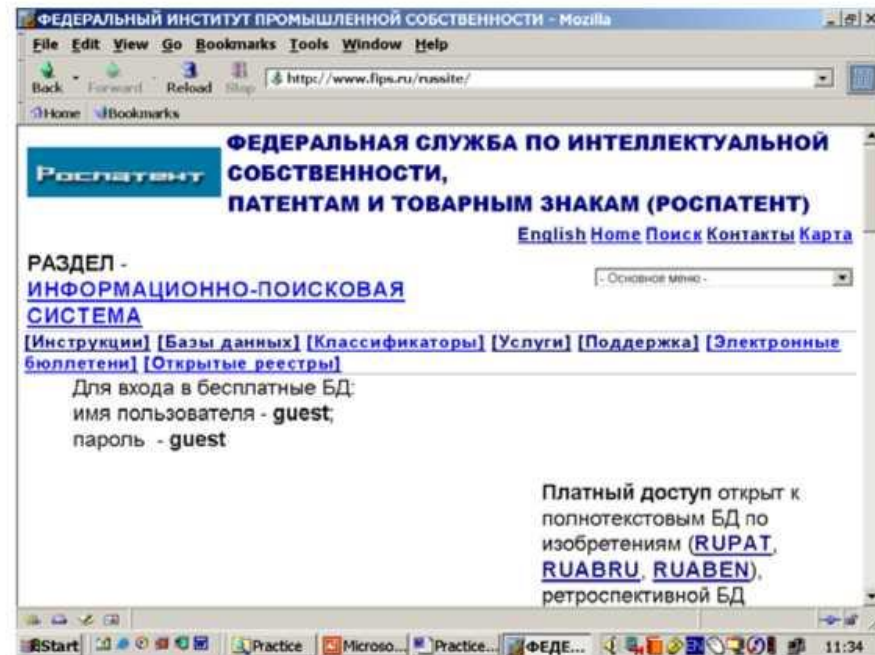 ФЕДЕРАЛЬНЫЙ ИНСТИТУТ ПРОМЫШЛЕННОЙ СОБСТВЕННОСТИ - Mozilla
File Edit View Go Bookmarks Tools Window Help
Back Forward Reload Stop http://www.fips.ru/russite/
Home Bookmarks
Роспатент
ФЕДЕРАЛЬНАЯ СЛУЖБА ПО ИНТЕЛЛЕКТУАЛЬНОЙ
СОБСТВЕННОСТИ,
ПАТЕНТАМ И ТОВАРНЫМ ЗНАКАМ (РОСПАТЕНТ)
English Home Поиск Контакты Карта
РАЗДЕЛ -
ИНФОРМАЦИОННО-ПОИСКОВАЯ
СИСТЕМА
- Основное меню -
[Инструкции] [Базы данных] [Классификаторы] [Услуги] [Поддержка] [Электронные
бюллетени] [Открытые реестры]
Для входа в бесплатные БД:
имя пользователя - guest;
пароль - guest
Платный доступ открыт к
полнотекстовым БД по
изобретениям (RUPAT,
RUABRU, RUABEN),
ретроспективной БД
Start Practice Microso... Practice... ФЕДЕ... EN 11:34